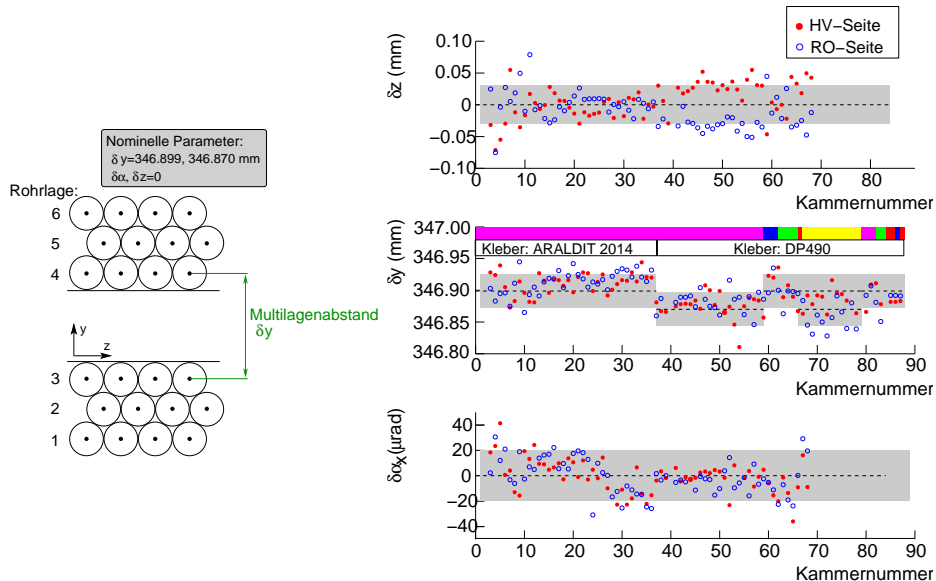 Nominelle Parameter:
δ y=346.899, 346.870 mm
δα, δz=0
Rohrlage:
6
5
4
3
2
1
y
z
Multilagenabstand
δy
HV−Seite
RO−Seite
δz (mm)
0.10
0.05
0
−0.05
−0.10
0 10 20 30 40 50 60 70 80
Kammernummer
δy (mm)
347.00
346.95
346.90
346.85
346.80
Kleber: ARALDIT 2014
Kleber: DP490
0 10 20 30 40 50 60 70 80 90
Kammernummer
δαx(μrad)
40
20
0
−20
−40
0 10 20 30 40 50 60 70 80 90
Kammernummer